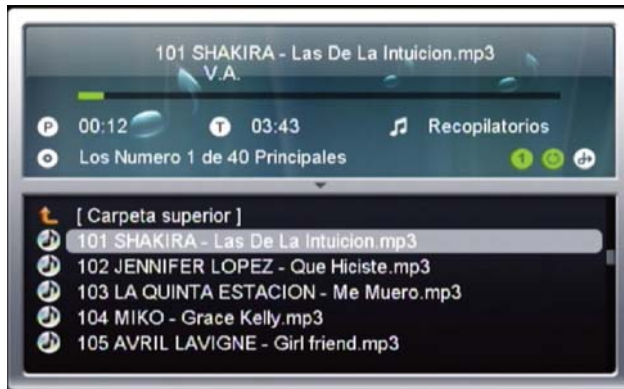 101 SHAKIRA - Las De La Intuicion.mp3
V.A.
P 00:12 T 03:43 Recopilatorios
Los Numero 1 de 40 Principales 1
[ Carpeta superior ]
101 SHAKIRA - Las De La Intuicion.mp3
102 JENNIFER LOPEZ - Que Hiciste.mp3
103 LA QUINTA ESTACION - Me Muero.mp3
104 MIKO - Grace Kelly.mp3
105 AVRIL LAVIGNE - Girl friend.mp3